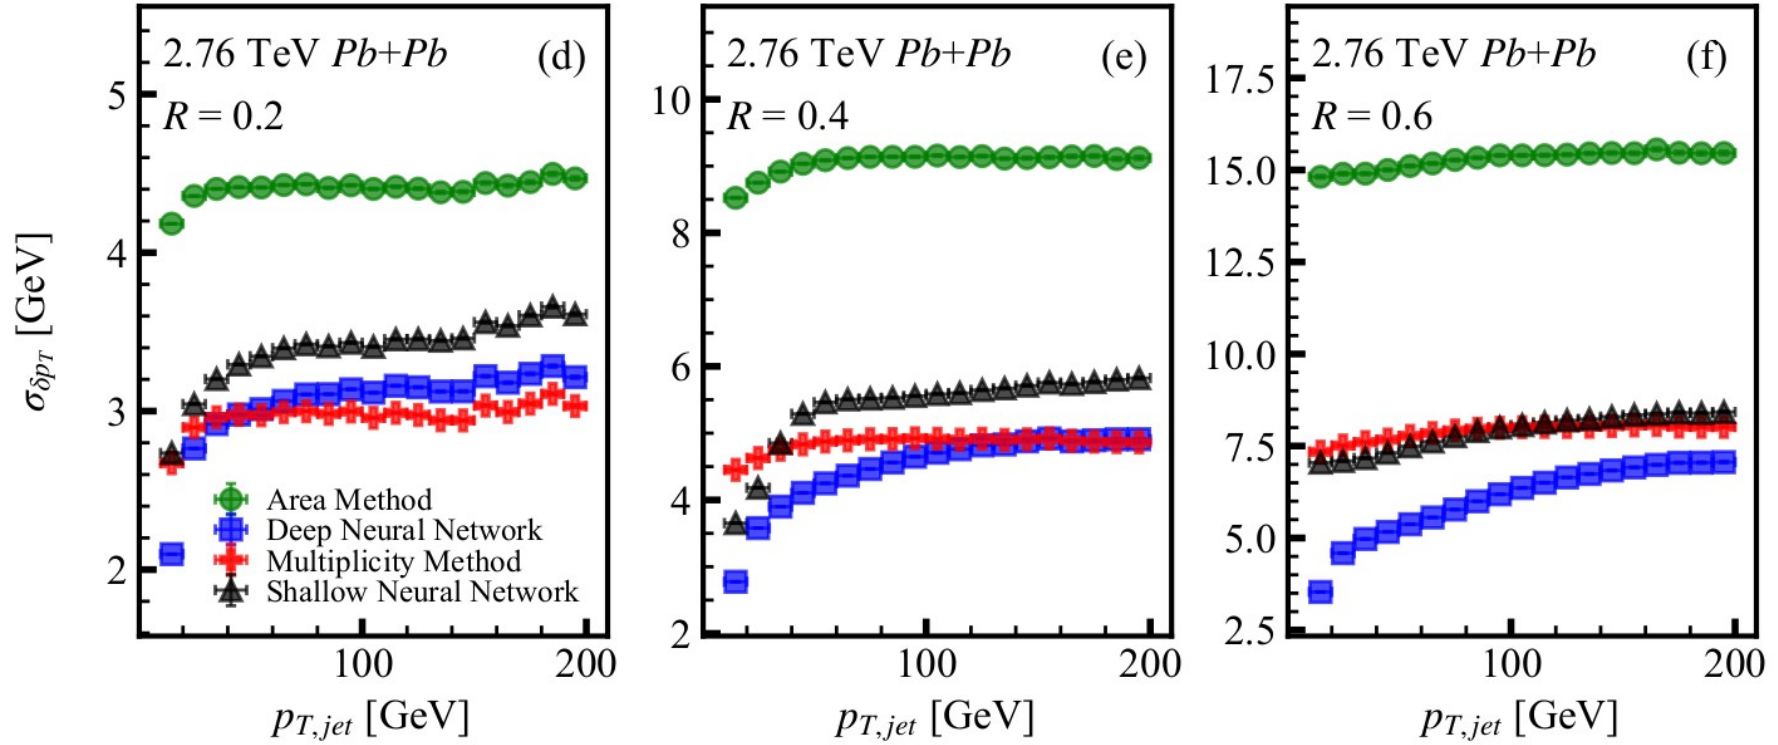 2.76 TeV Pb+Pb (d)
R = 0.2
5
4
3
2
σδpT [GeV]
Area Method
Deep Neural Network
Multiplicity Method
Shallow Neural Network
100 200
pT,jet [GeV]
2.76 TeV Pb+Pb (e)
R = 0.4
10
8
6
4
2
100 200
pT,jet [GeV]
2.76 TeV Pb+Pb (f)
R = 0.6
17.5
15.0
12.5
10.0
7.5
5.0
2.5
100 200
pT,jet [GeV]